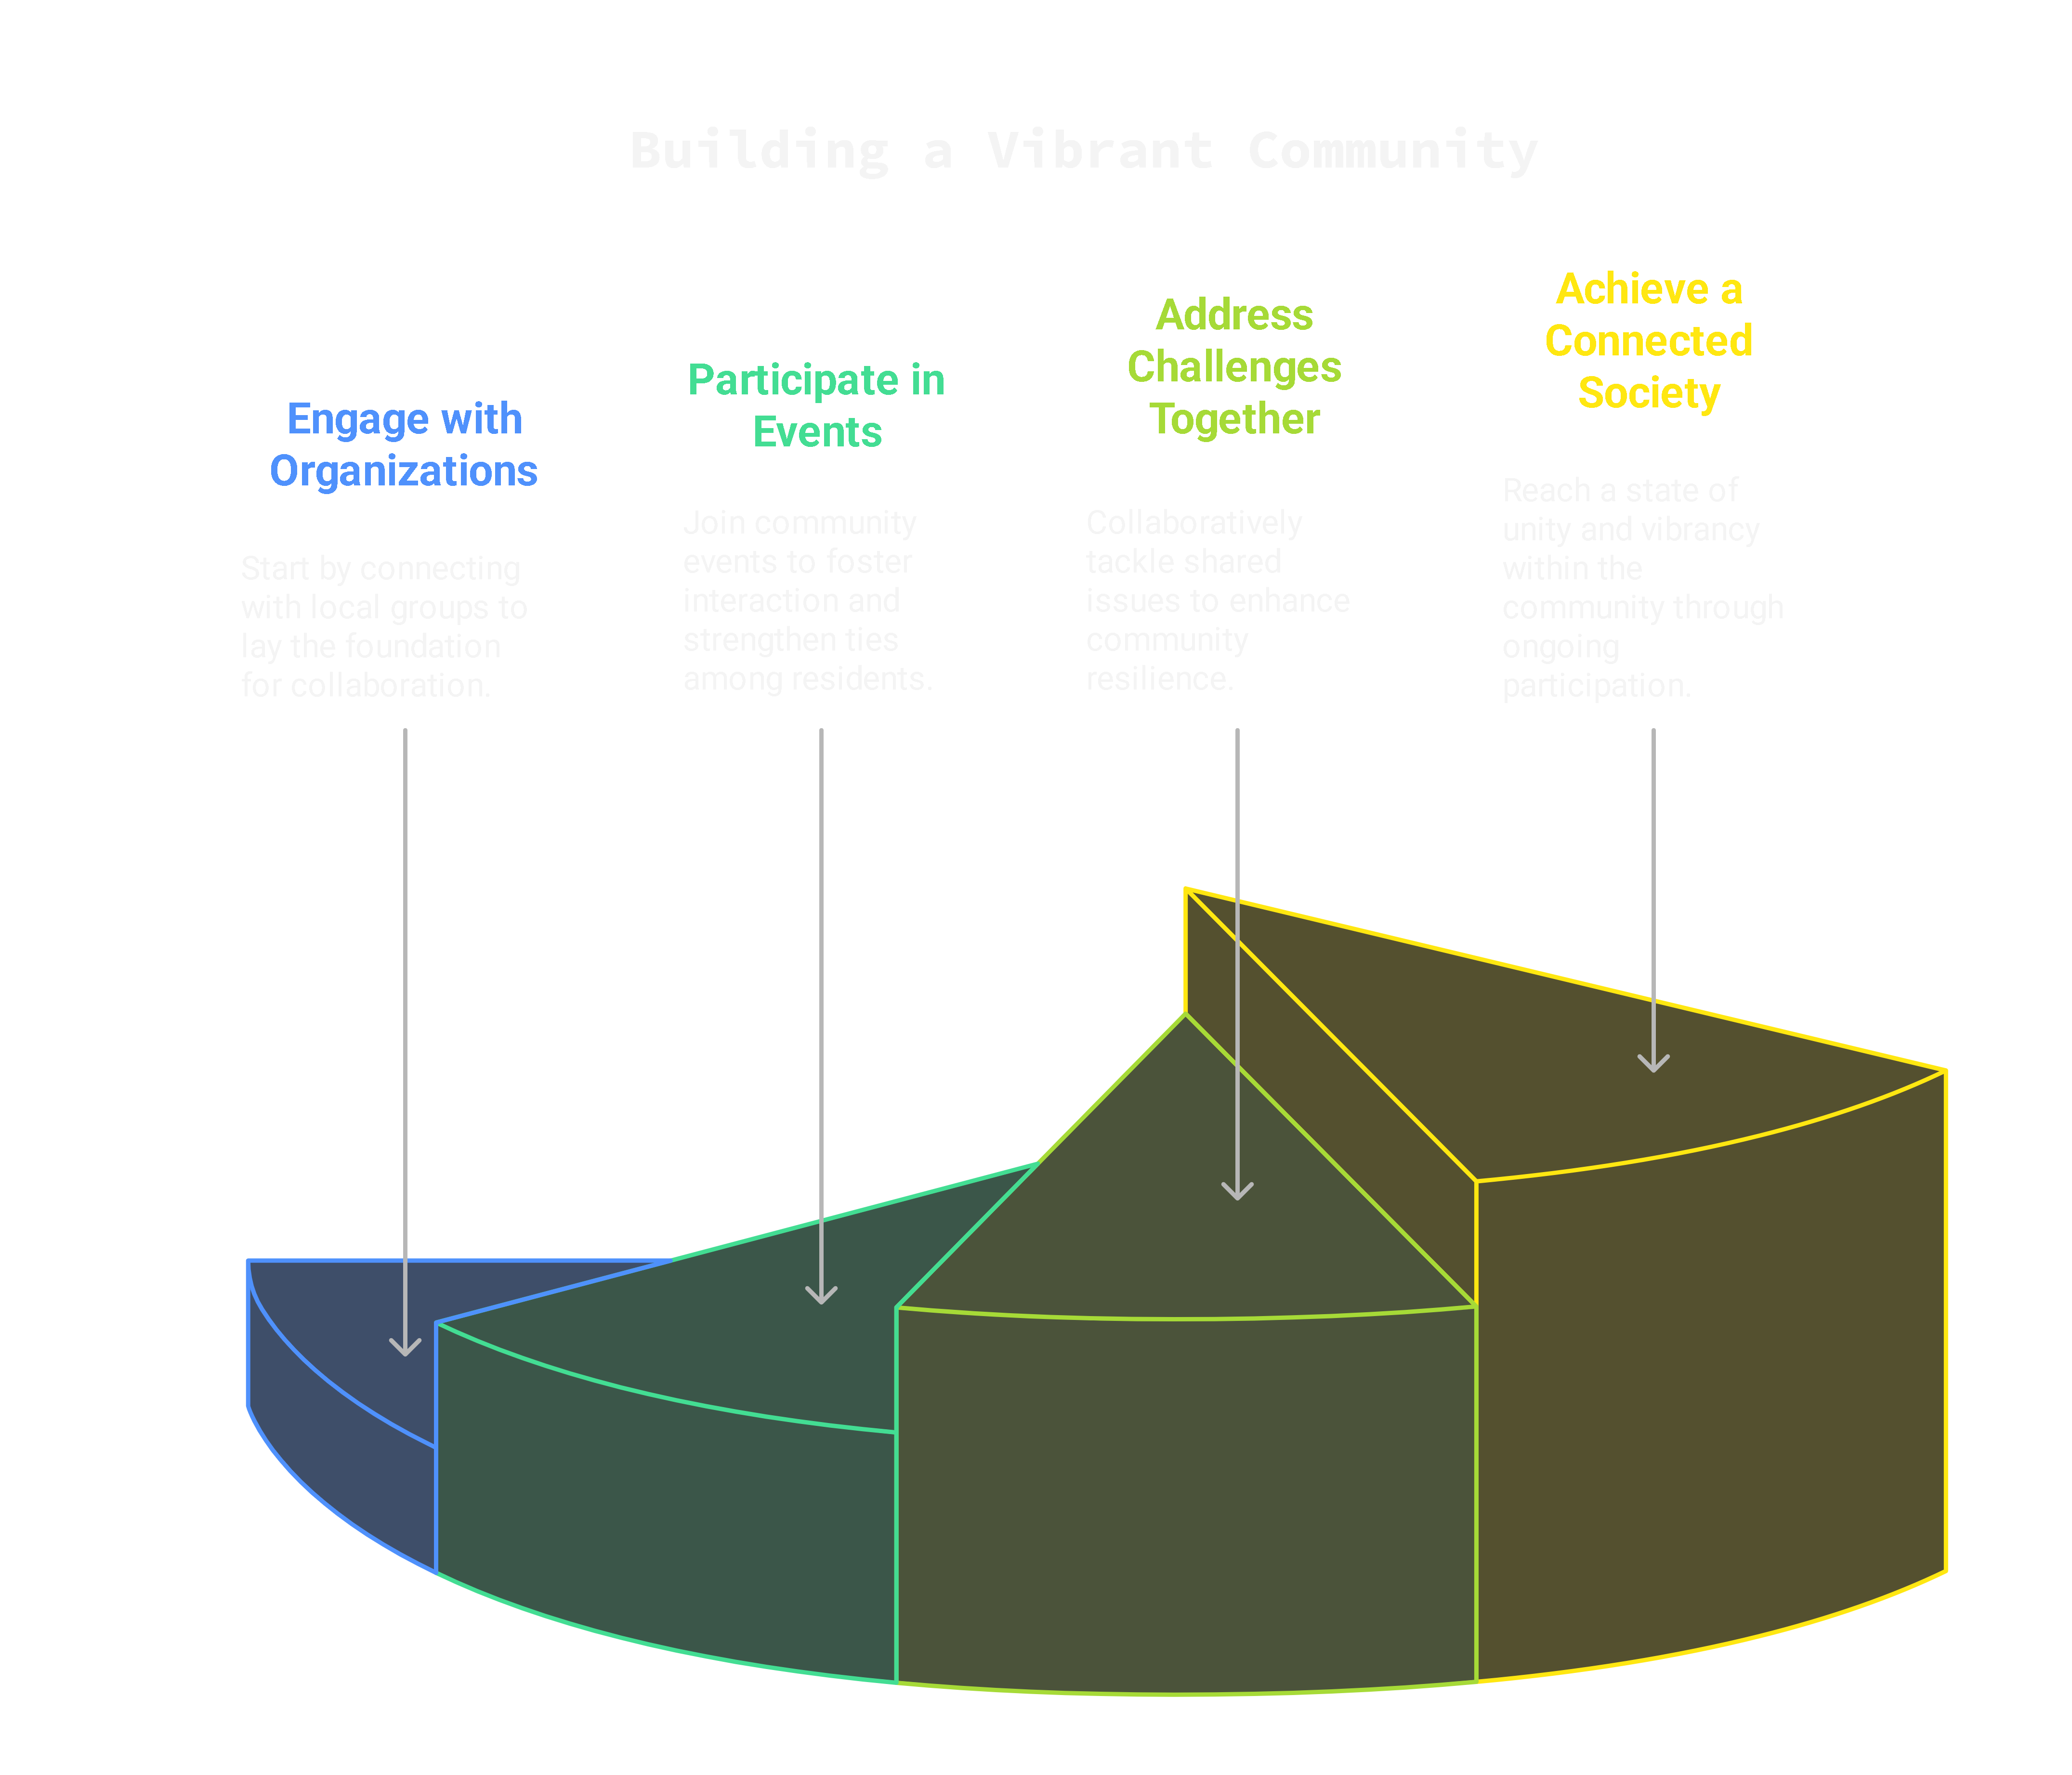 Building a Vibrant Community
Engage with
Organizations
Start by connecting
with local groups to
lay the foundation
for collaboration.
Participate in
Events
Join community
events to foster
interaction and
strengthen ties
among residents.
Address
Challenges
Together
Collaboratively
tackle shared
issues to enhance
community
resilience.
Achieve a
Connected
Society
Reach a state of
unity and vibrancy
within the
community through
ongoing
participation.